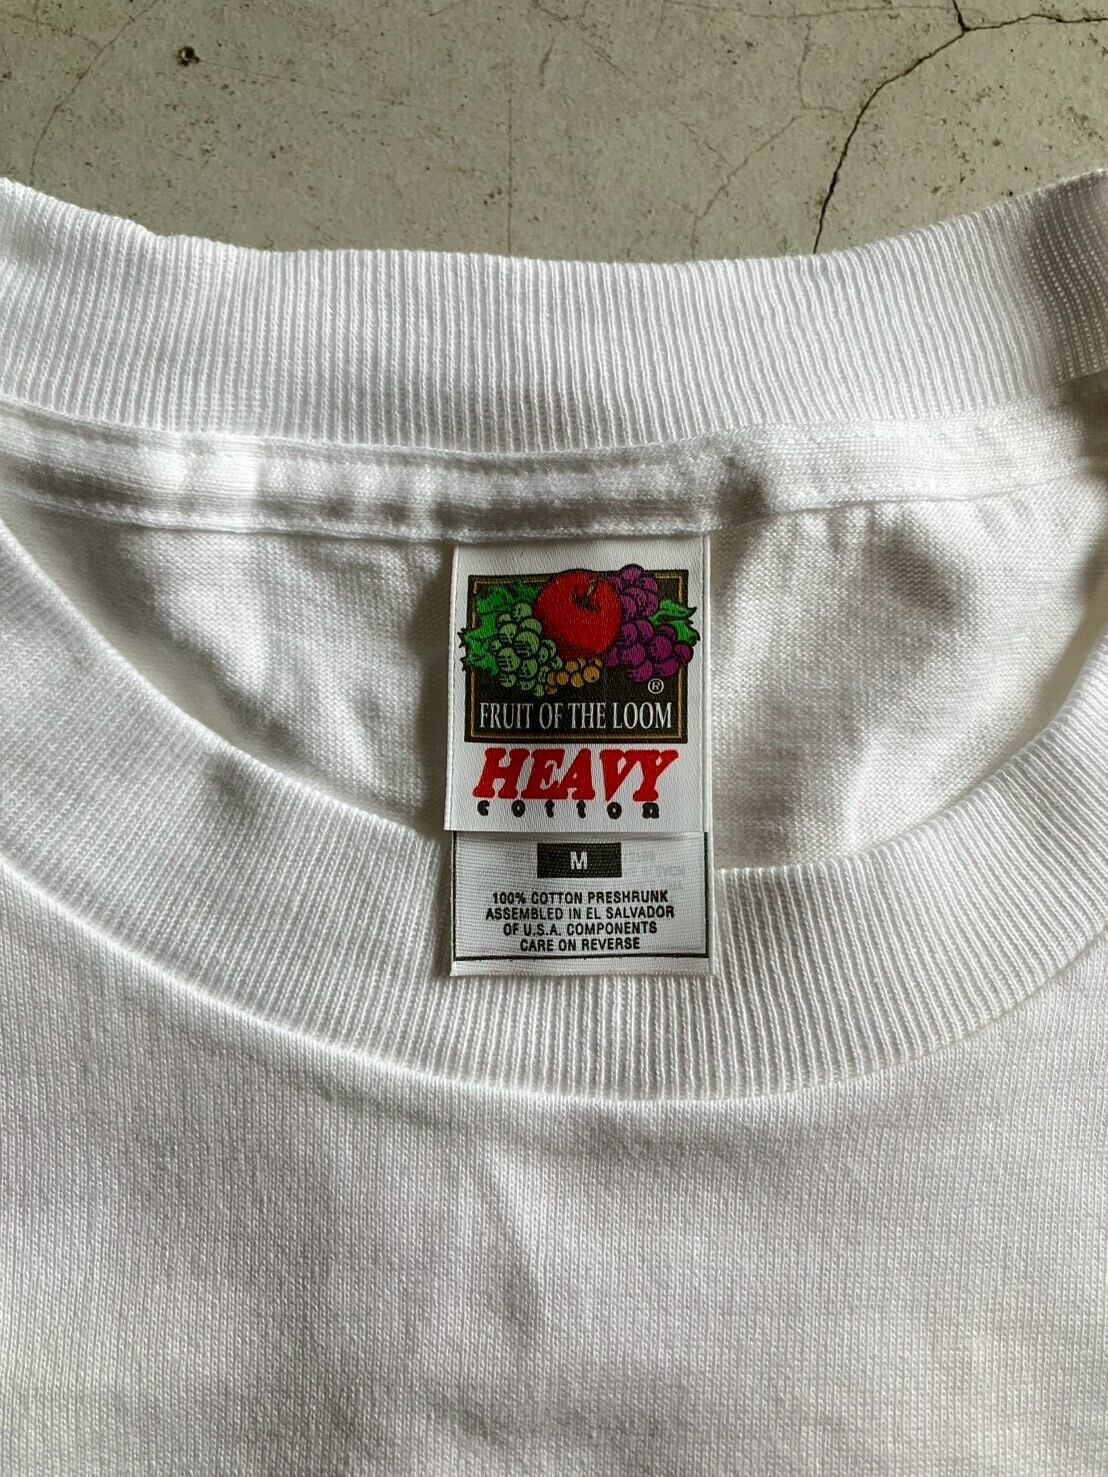 ®
FRUIT OF THE LOOM
HEAVY
cotton
M
100% COTTON PRESHRUNK
ASSEMBLED IN EL SALVADOR
OF U.S.A. COMPONENTS
CARE ON REVERSE